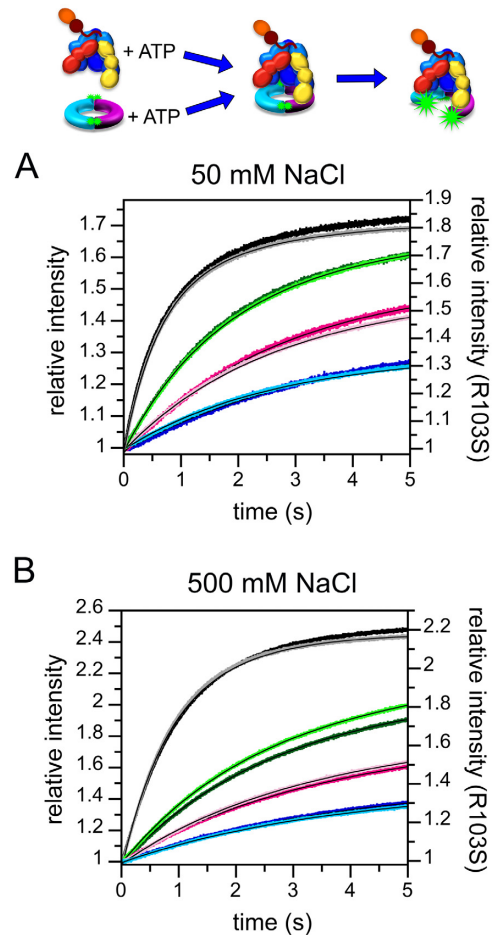 + ATP
+ ATP
A
50 mM NaCl
relative intensity
1.7
1.6
1.5
1.4
1.3
1.2
1.1
1
1.9
1.8
1.7
1.6
1.5
1.4
1.3
1.2
1.1
1
relative intensity (R103S)
0 1 2 3 4 5
time (s)
B
500 mM NaCl
relative intensity
2.6
2.4
2.2
2
1.8
1.6
1.4
1.2
1
2.2
2
1.8
1.6
1.4
1.2
1
relative intensity (R103S)
0 1 2 3 4 5
time (s)